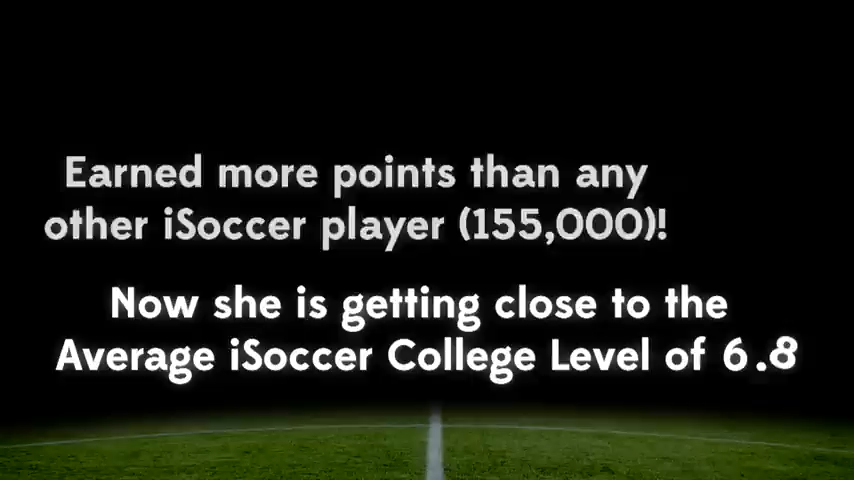 Earned more points than any
other iSoccer player (155,000)!
Now she is getting close to the
Average iSoccer College Level of 6.8